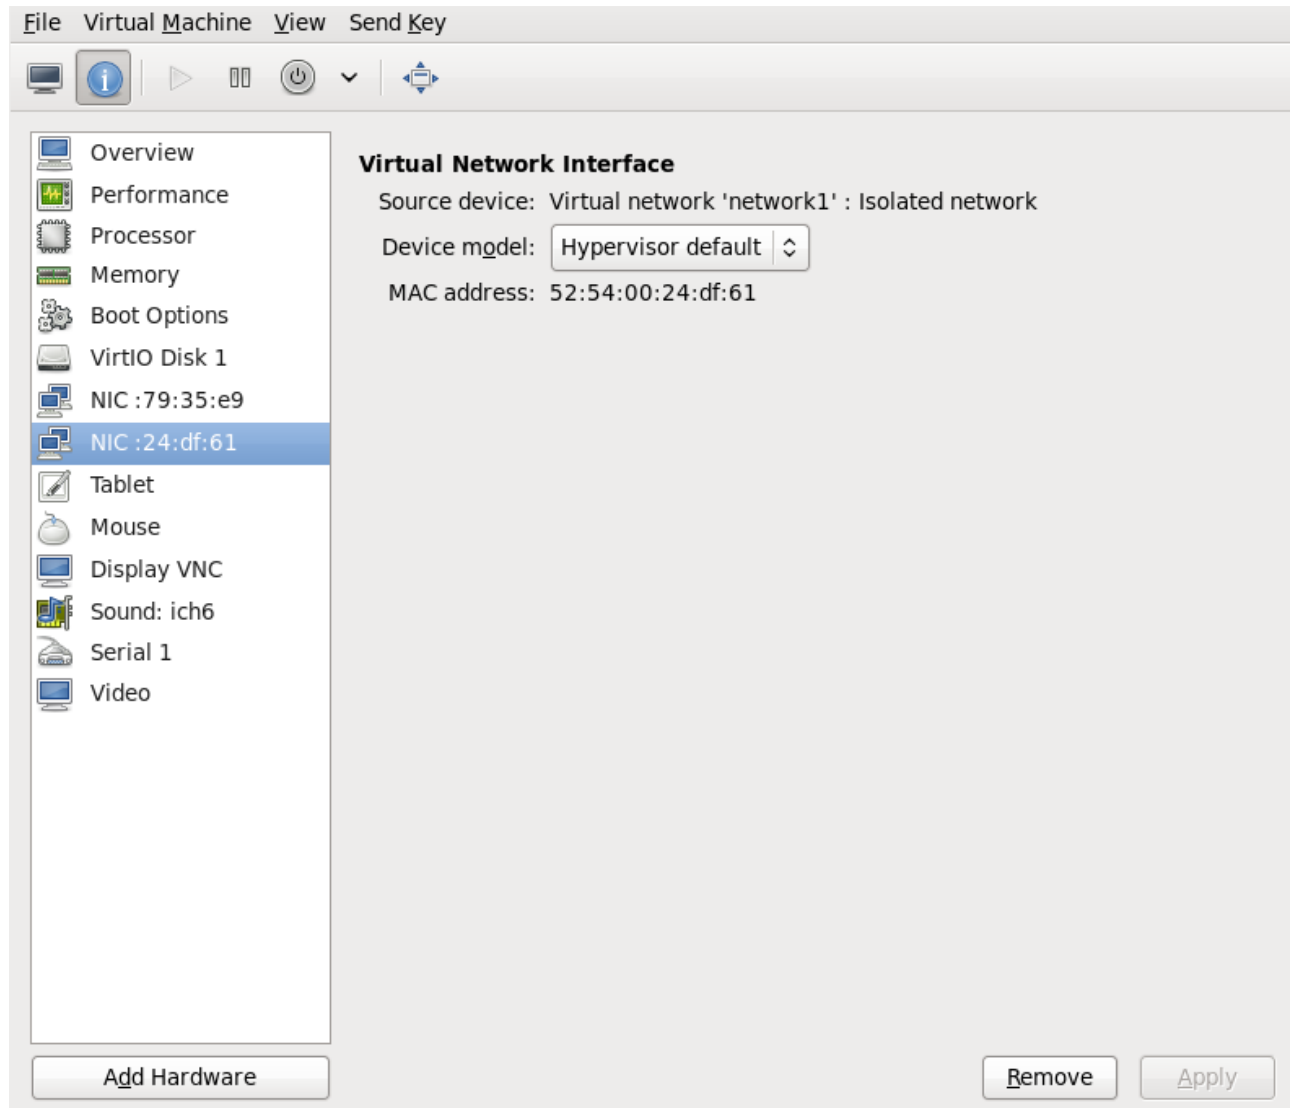 File Virtual Machine View Send Key
Overview
Performance
Processor
Memory
Boot Options
VirtIO Disk 1
NIC :79:35:e9
NIC :24:df:61
Tablet
Mouse
Display VNC
Sound: ich6
Serial 1
Video
Add Hardware
Virtual Network Interface
Source device: Virtual network 'network1' : Isolated network
Device model: Hypervisor default
MAC address: 52:54:00:24:df:61
Remove Apply